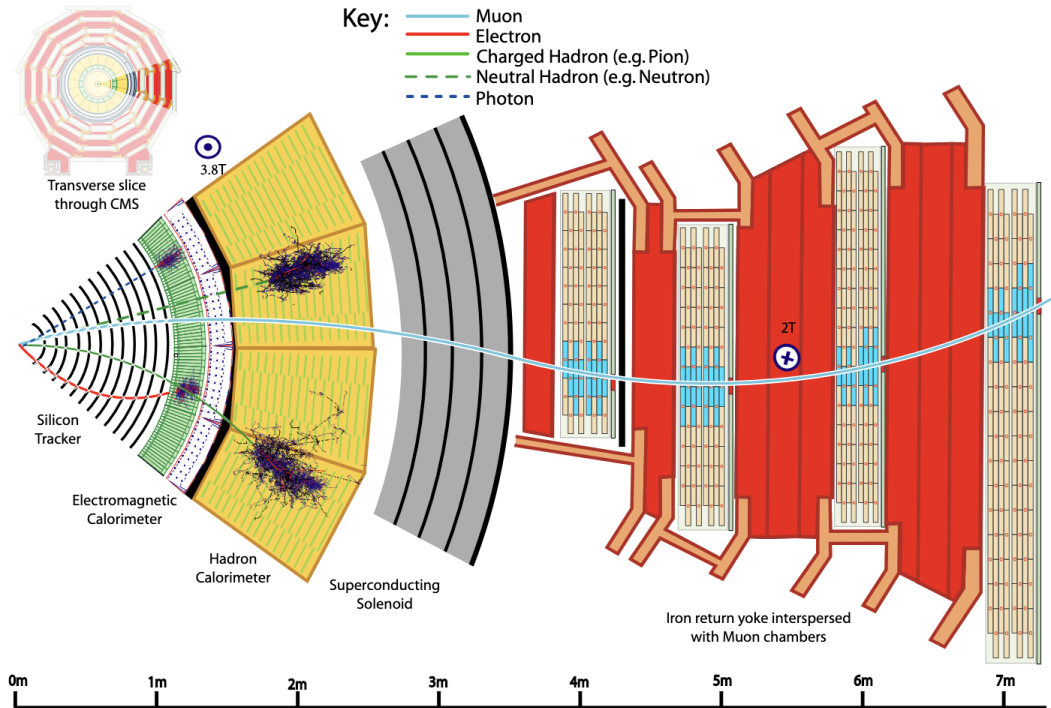 Key:
Muon
Electron
Charged Hadron (e.g. Pion)
Neutral Hadron (e.g. Neutron)
Photon
Transverse slice
through CMS
3.8T
2T
Silicon
Tracker
Electromagnetic
Calorimeter
Hadron
Calorimeter
Superconducting
Solenoid
Iron return yoke interspersed
with Muon chambers
0m 1m 2m 3m 4m 5m 6m 7m